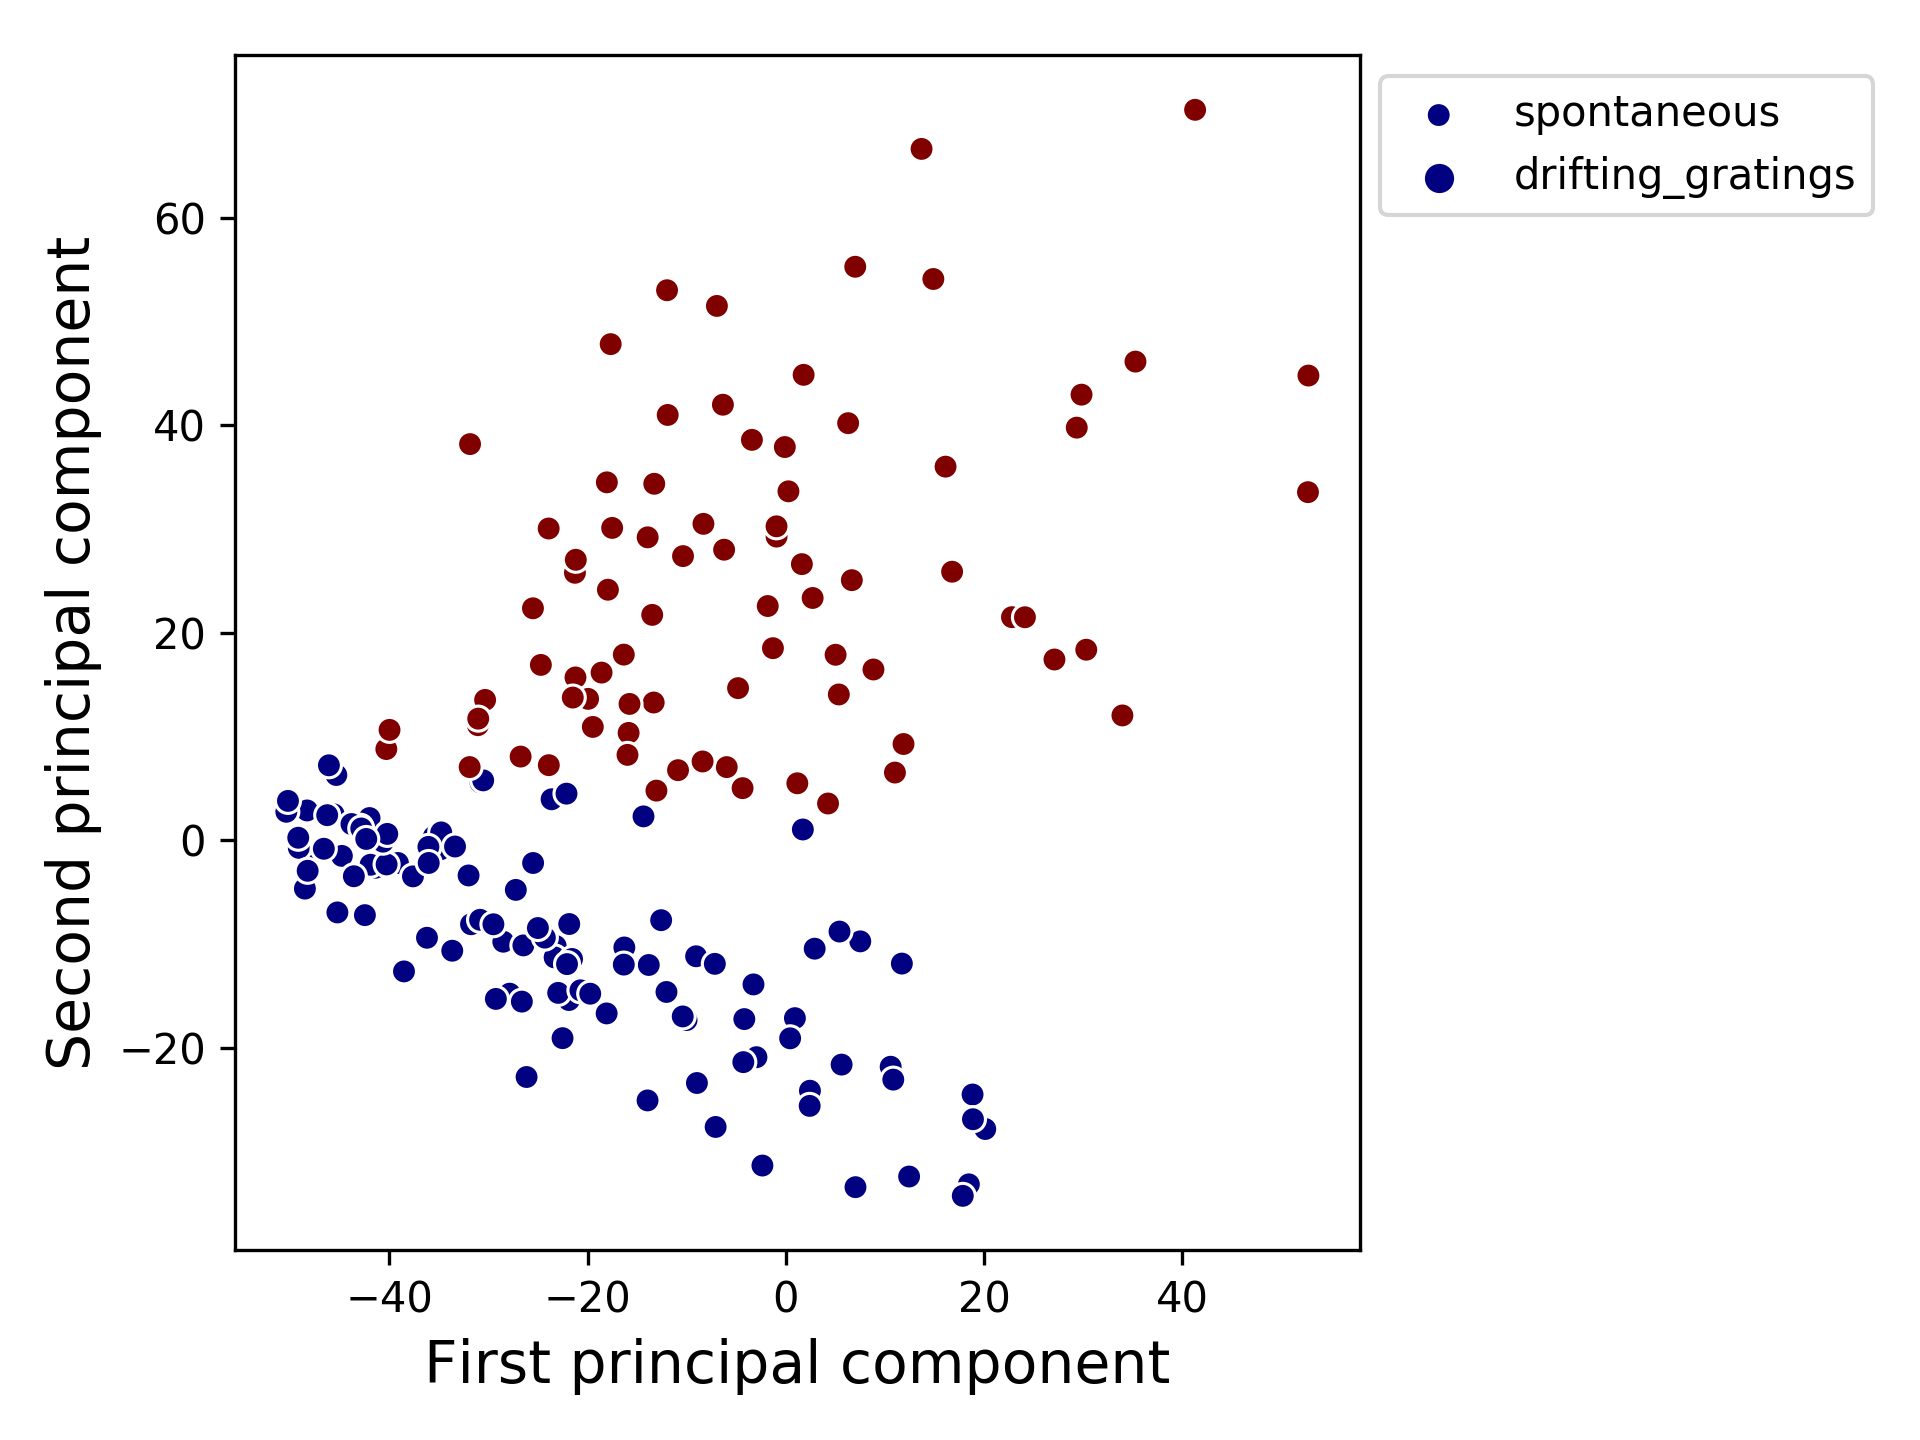 spontaneous
drifting_gratings
Second principal component
60
40
20
0
−20
−40
−20
0
20
40
First principal component